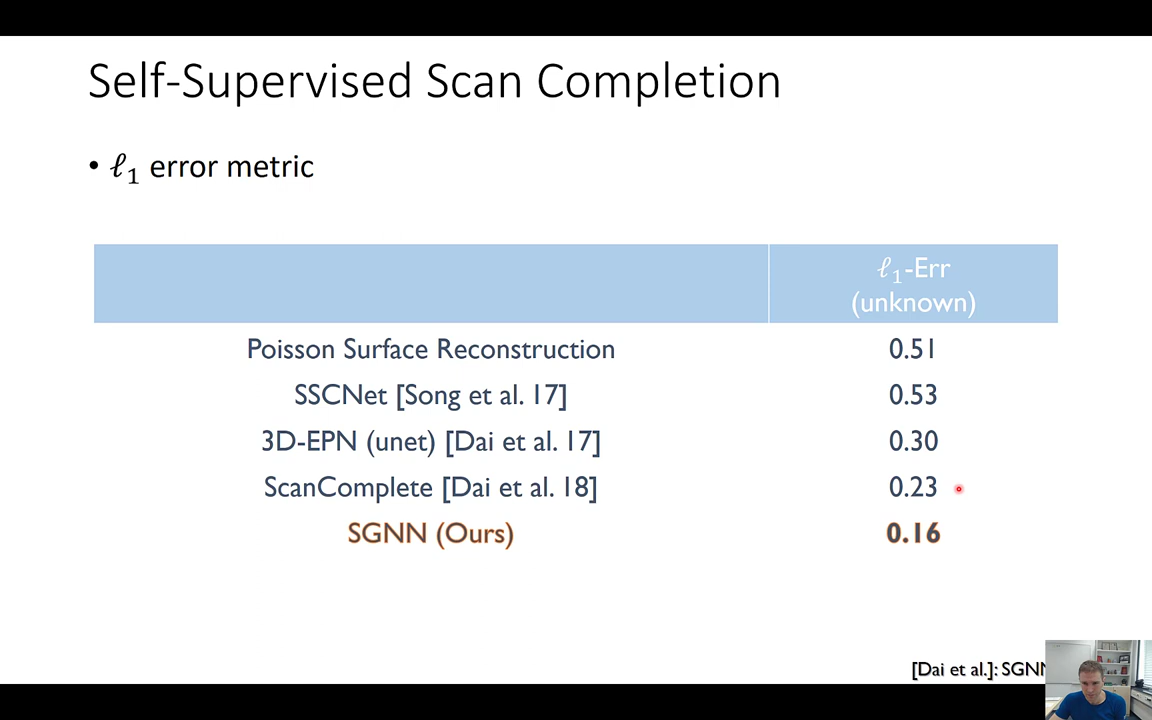 Self-Supervised Scan Completion
• ℓ₁ error metric
ℓ₁-Err
(unknown)
Poisson Surface Reconstruction 0.51
SSCNet [Song et al. 17] 0.53
3D-EPN (unet) [Dai et al. 17] 0.30
ScanComplete [Dai et al. 18] 0.23
SGNN (Ours) 0.16
[Dai et al.]: SGNN